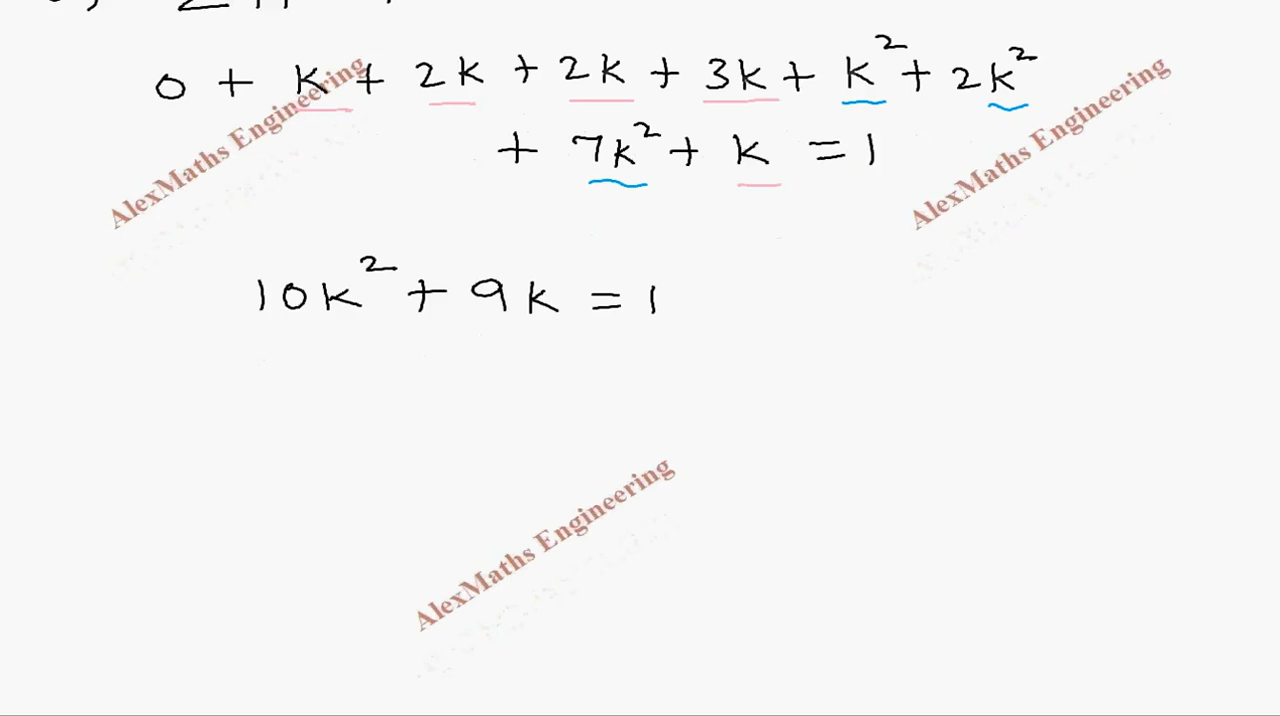 0 + k + 2k + 2k + 3k + k² + 2k²
+ 7k² + k = 1
AlexMaths Engineering
AlexMaths Engineering
10k² + 9k = 1
AlexMaths Engineering